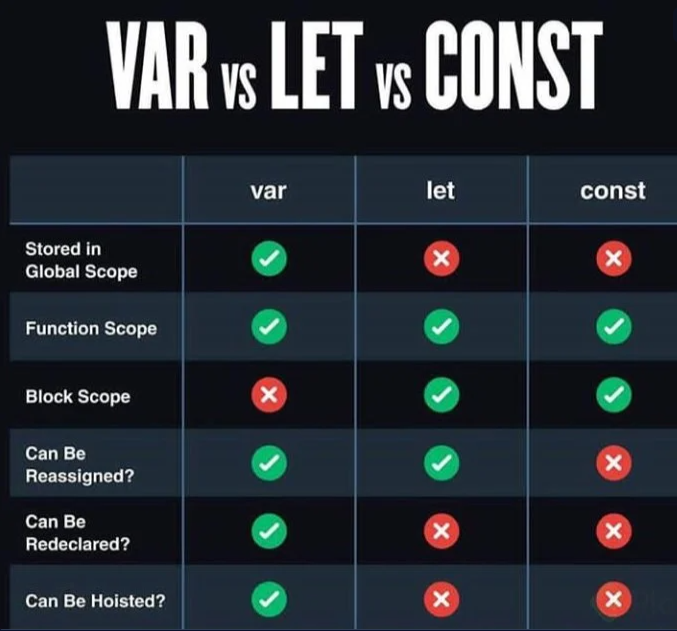 VAR VS LET VS CONST
var let const
Stored in
Global Scope
Function Scope
Block Scope
Can Be
Reassigned?
Can Be
Redeclared?
Can Be Hoisted?